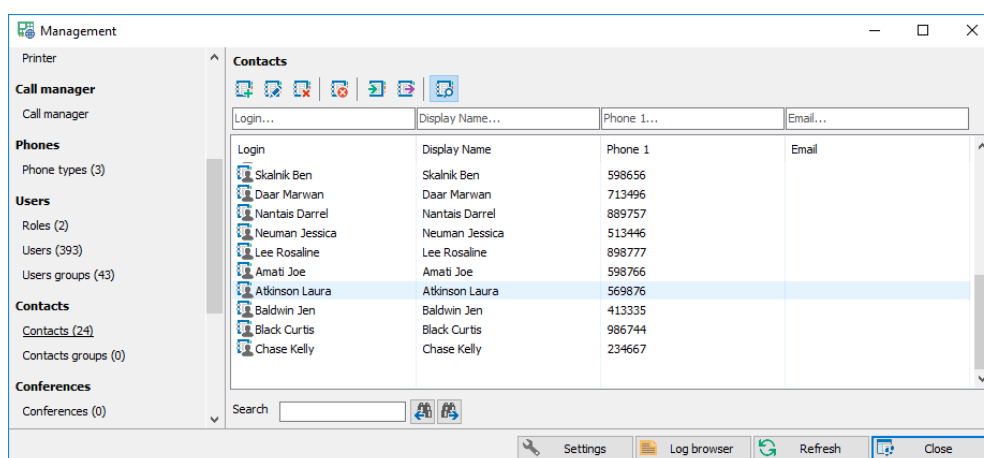 Management
Printer
Call manager
Call manager
Phones
Phone types (3)
Users
Roles (2)
Users (393)
Users groups (43)
Contacts
Contacts (24)
Contacts groups (0)
Conferences
Conferences (0)
Contacts
Login... Display Name... Phone 1... Email...
Login Display Name Phone 1 Email
Skalnik Ben Skalnik Ben 598656
Daar Marwan Daar Marwan 713496
Nantais Darrel Nantais Darrel 889757
Neuman Jessica Neuman Jessica 513446
Lee Rosaline Lee Rosaline 898777
Amati Joe Amati Joe 598766
Atkinson Laura Atkinson Laura 569876
Baldwin Jen Baldwin Jen 413335
Black Curtis Black Curtis 986744
Chase Kelly Chase Kelly 234667
Search
Settings Log browser Refresh Close